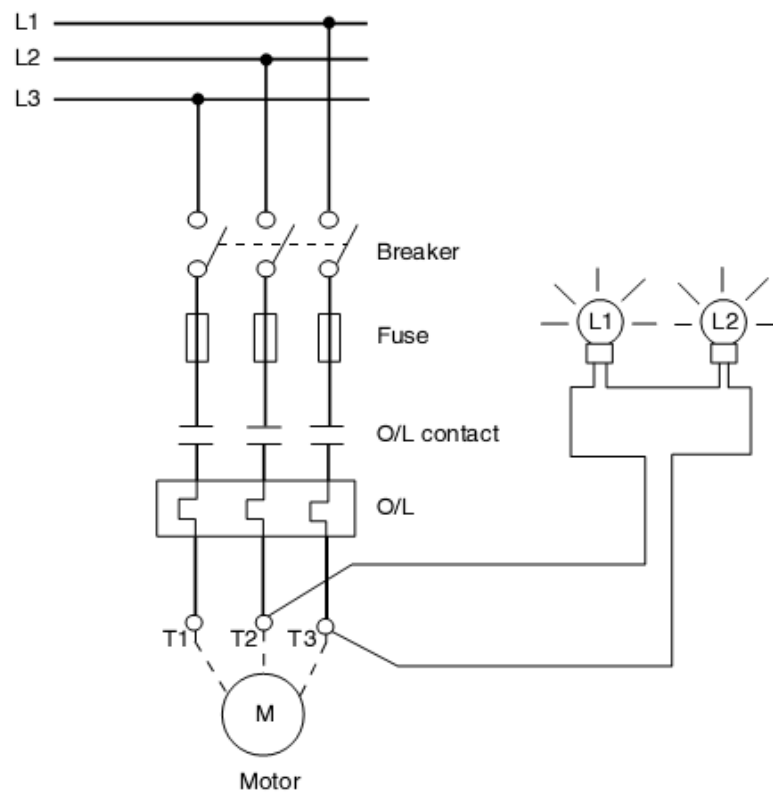 L1
L2
L3
Breaker
L1
L2
Fuse
O/L contact
O/L
T1
T2
T3
M
Motor